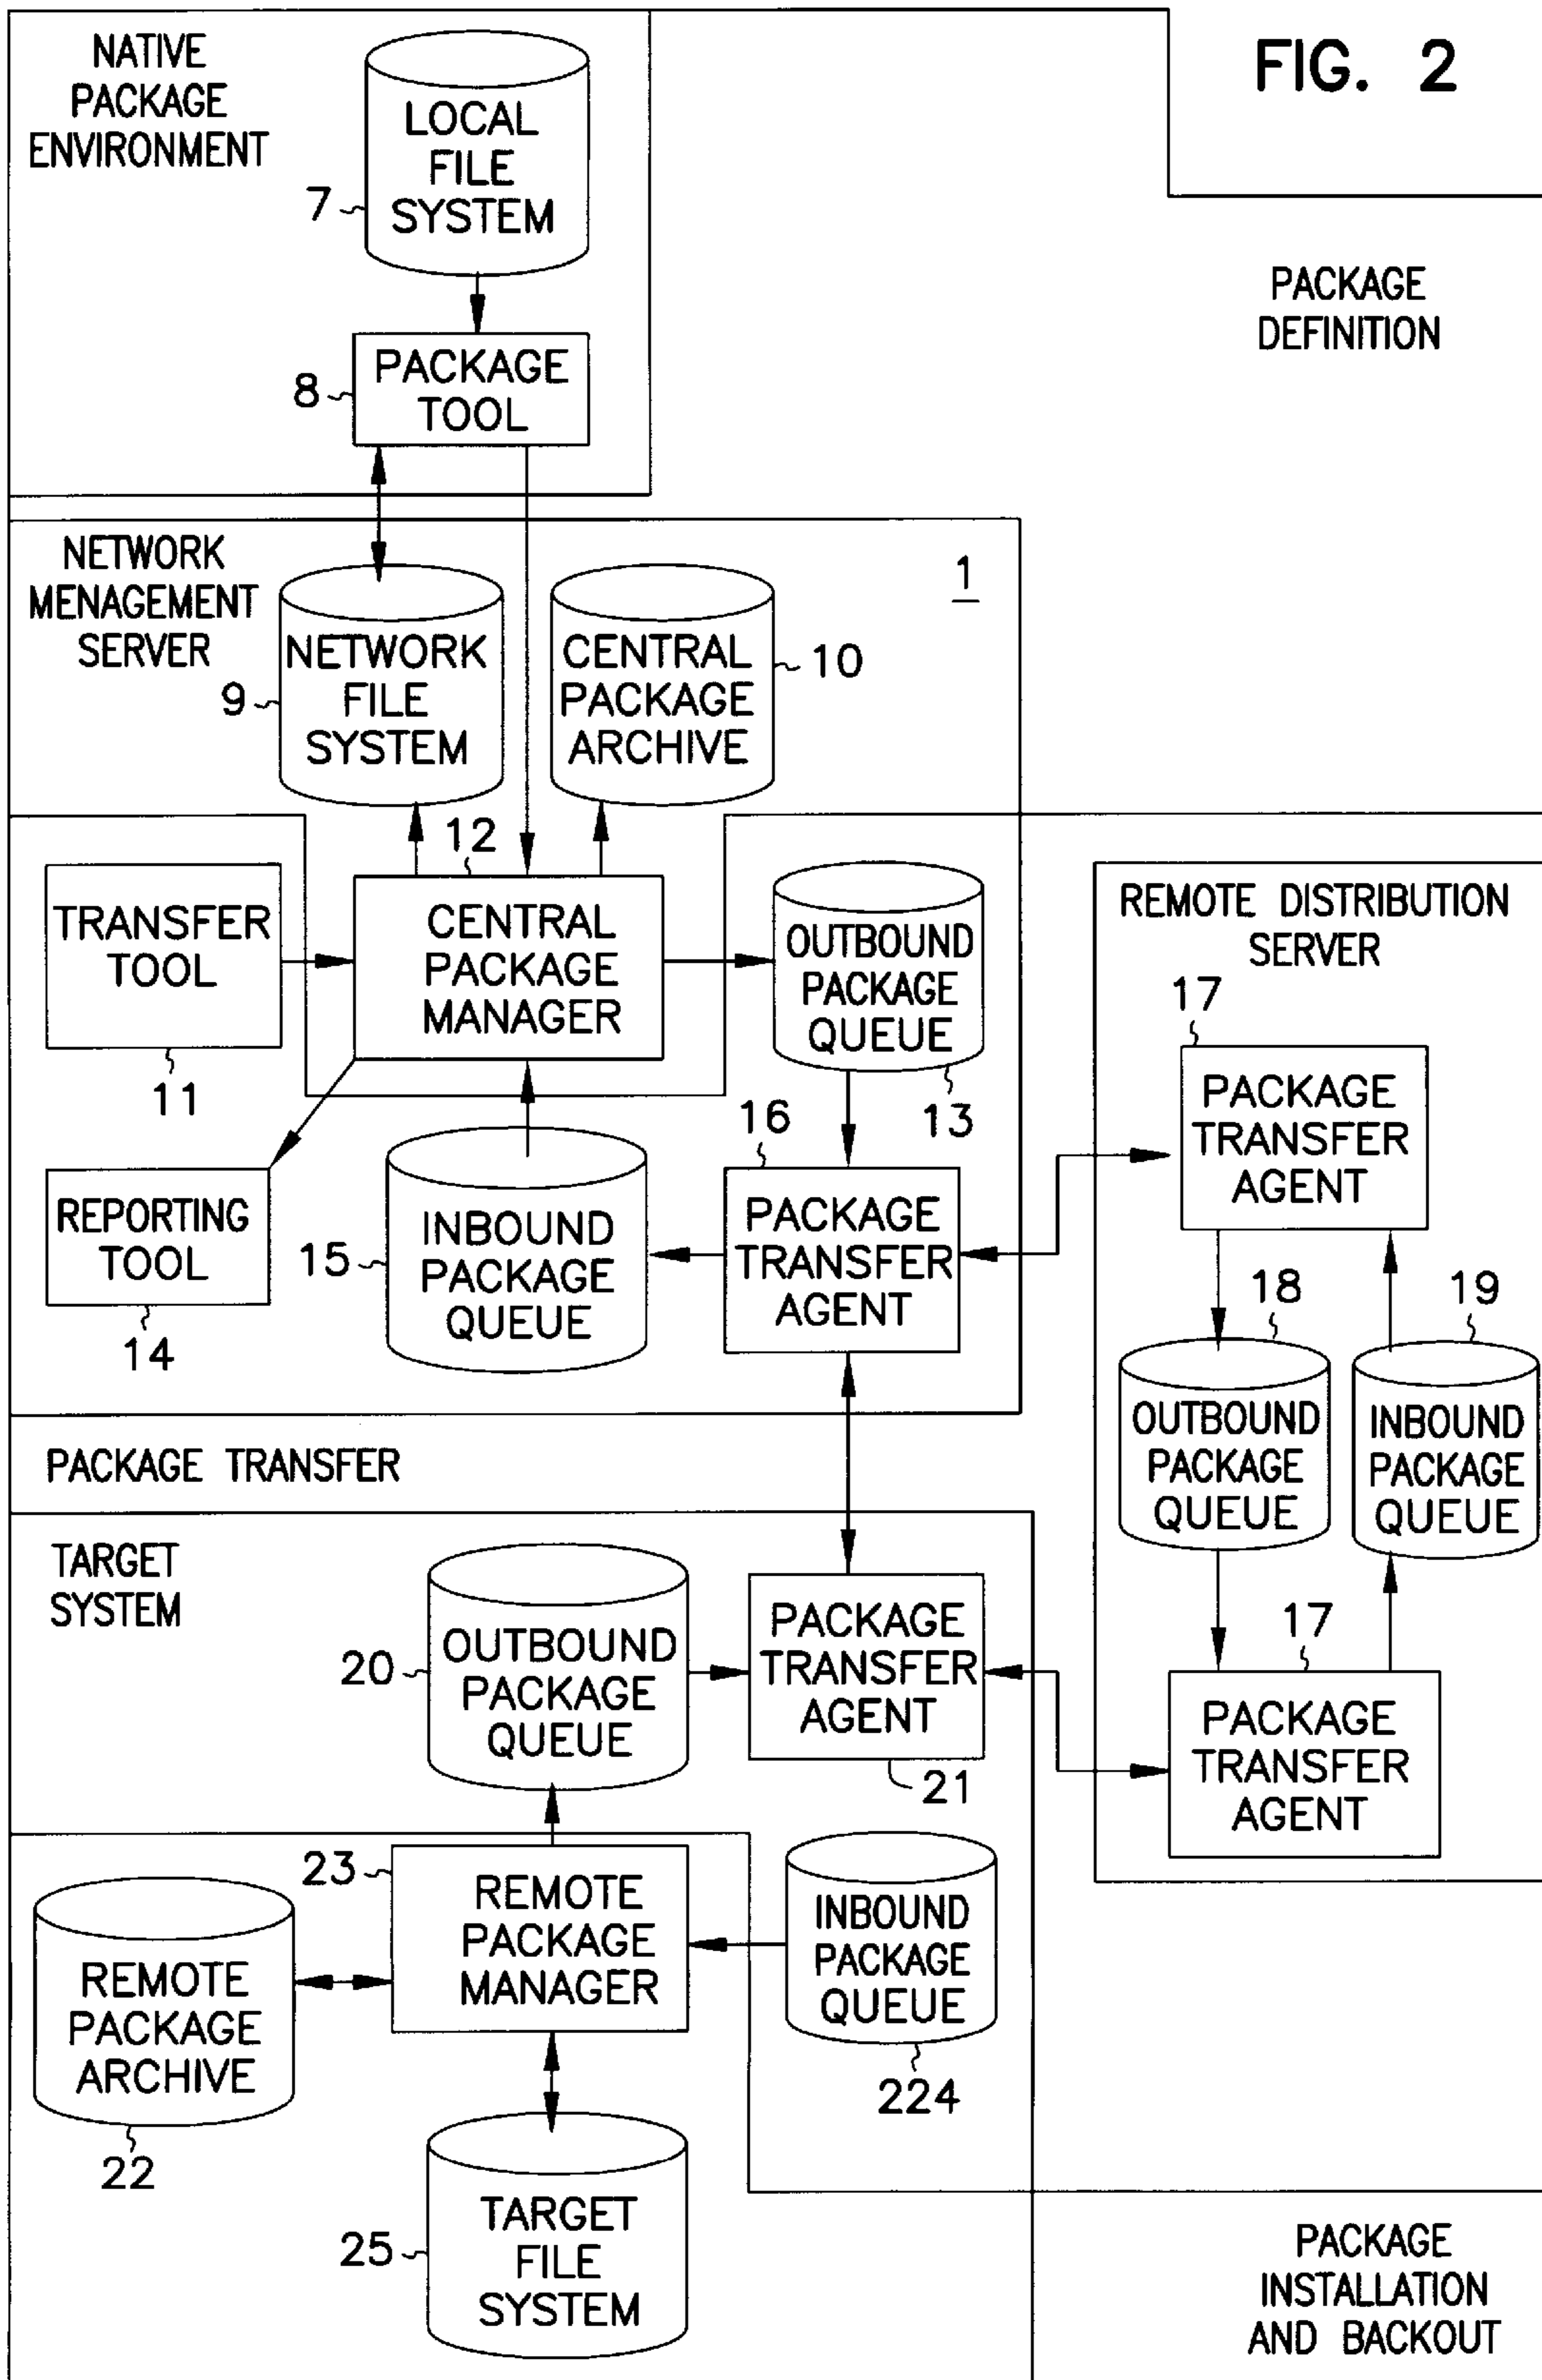 FIG. 2
NATIVE
PACKAGE
ENVIRONMENT
LOCAL
FILE
SYSTEM
7
PACKAGE
DEFINITION
PACKAGE
TOOL
8
NETWORK
MENAGEMENT
SERVER
1
NETWORK
FILE
SYSTEM
9
CENTRAL
PACKAGE
ARCHIVE
10
12
TRANSFER
TOOL
11
CENTRAL
PACKAGE
MANAGER
OUTBOUND
PACKAGE
QUEUE
13
REMOTE DISTRIBUTION
SERVER
17
PACKAGE
TRANSFER
AGENT
REPORTING
TOOL
14
15
INBOUND
PACKAGE
QUEUE
16
PACKAGE
TRANSFER
AGENT
18
19
OUTBOUND
PACKAGE
QUEUE
INBOUND
PACKAGE
QUEUE
PACKAGE TRANSFER
TARGET
SYSTEM
20
OUTBOUND
PACKAGE
QUEUE
PACKAGE
TRANSFER
AGENT
21
17
PACKAGE
TRANSFER
AGENT
23
REMOTE
PACKAGE
MANAGER
INBOUND
PACKAGE
QUEUE
224
REMOTE
PACKAGE
ARCHIVE
22
25
TARGET
FILE
SYSTEM
PACKAGE
INSTALLATION
AND BACKOUT